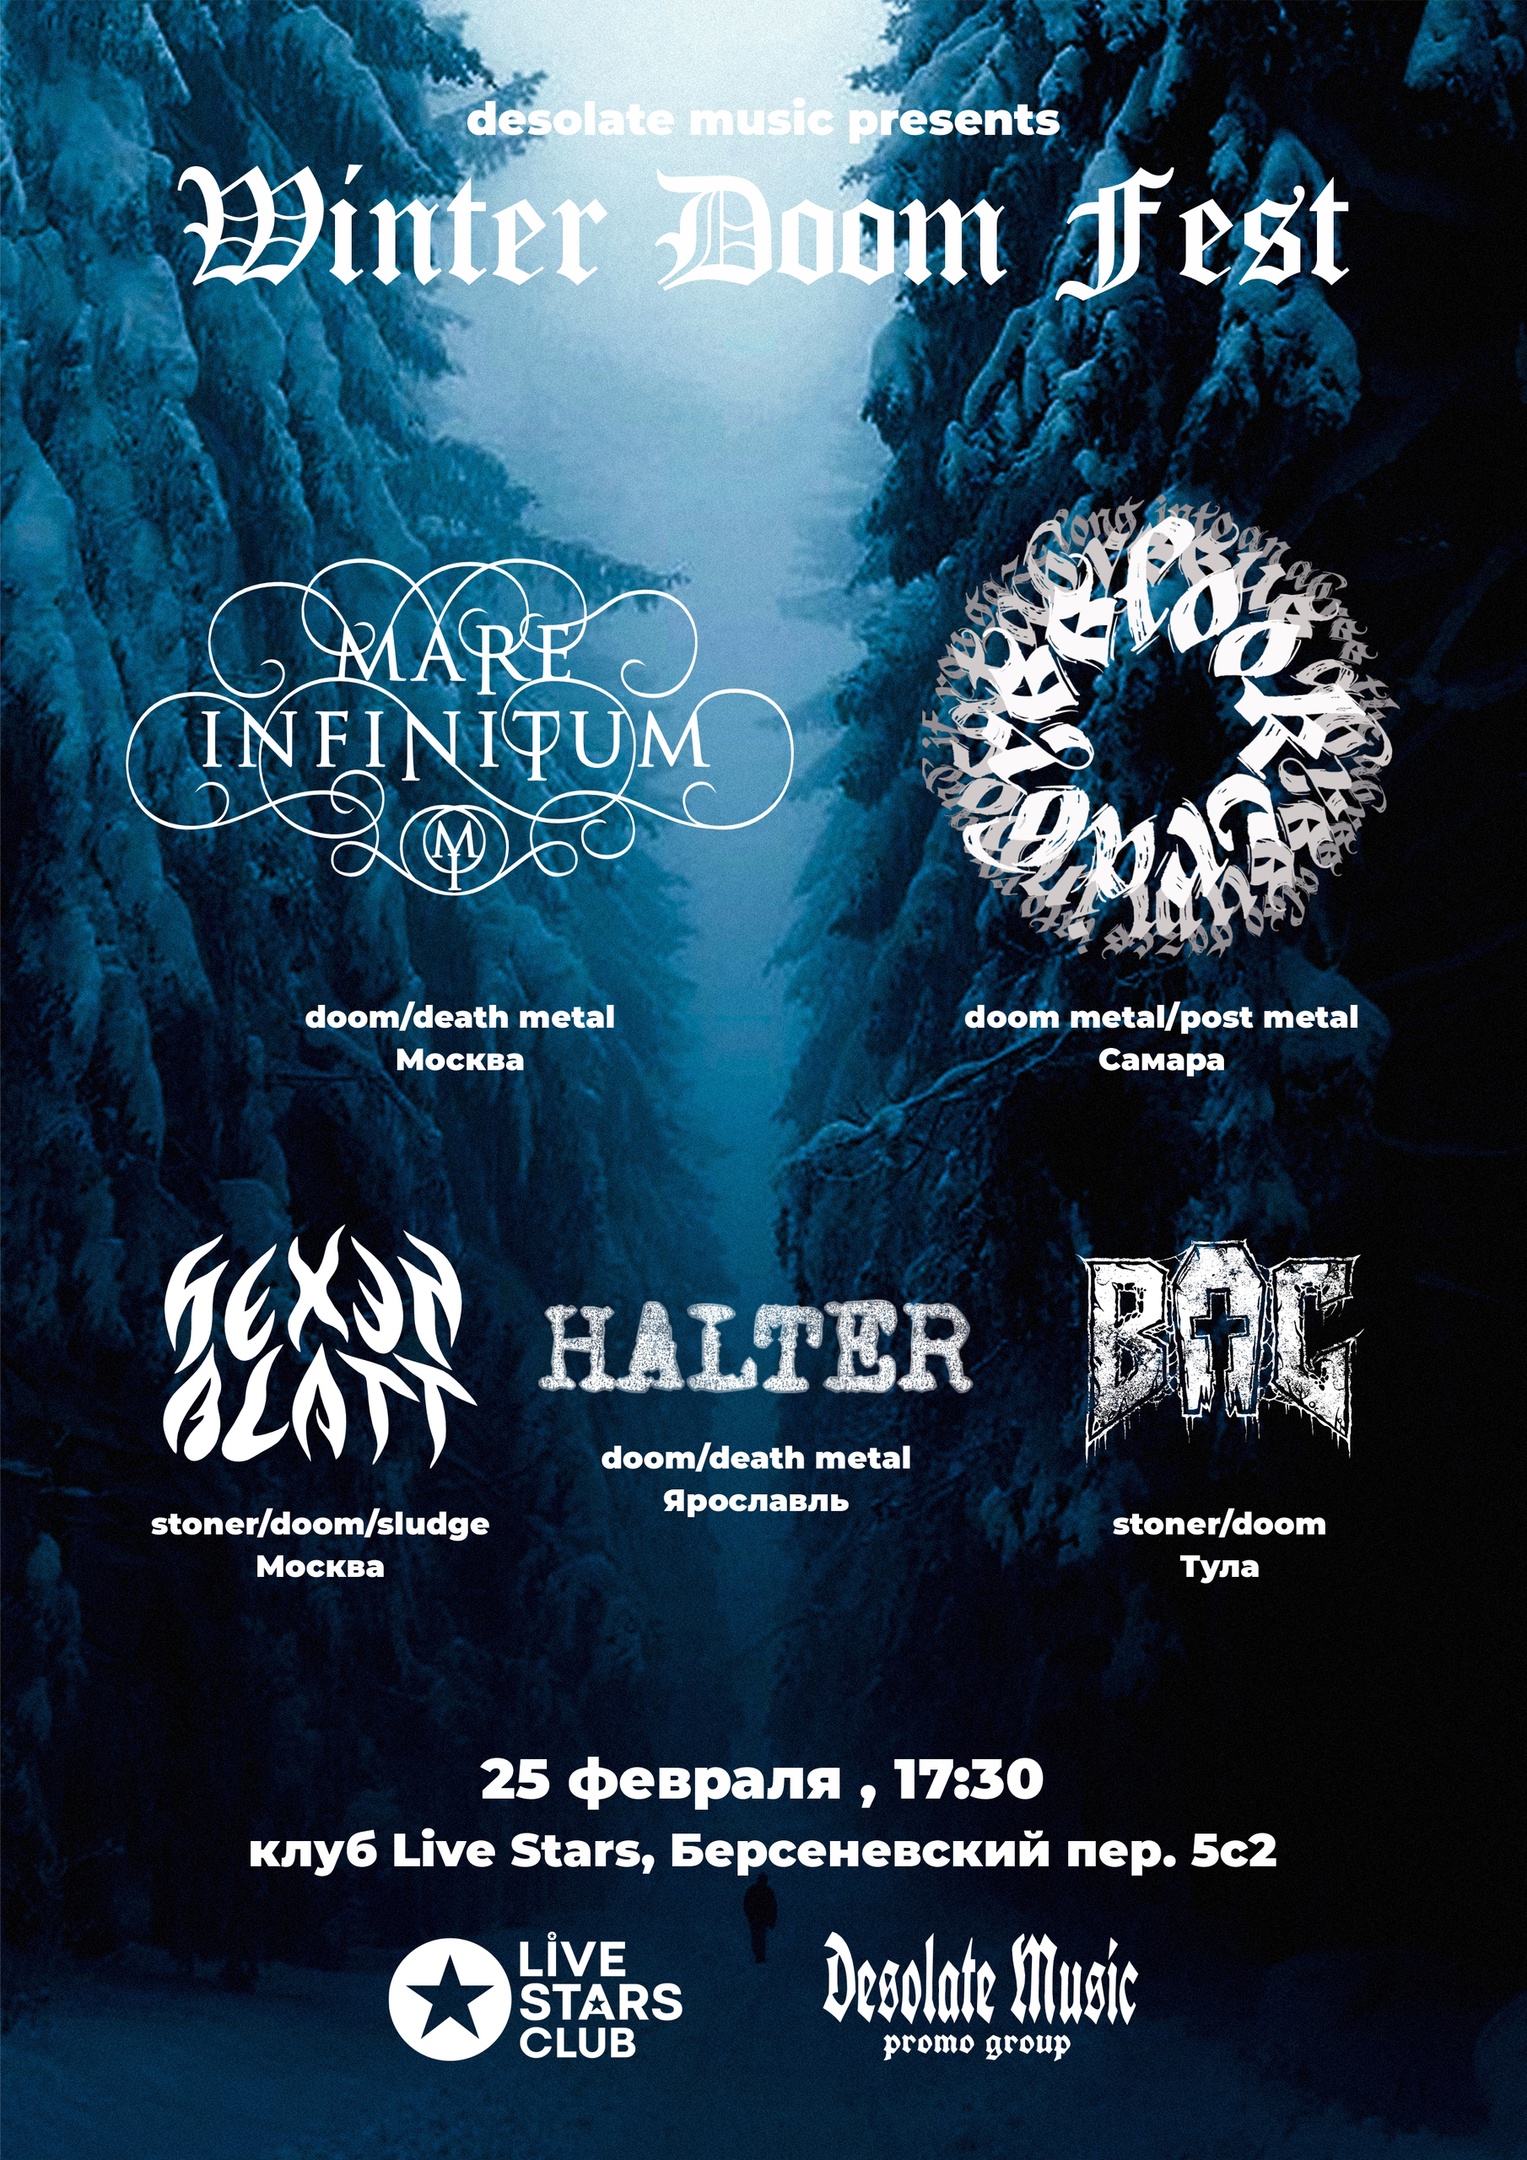 desolate music presents
Winter Doom Fest
MARE
INFINITUM
MI
doom/death metal
Москва
doom metal/post metal
Самара
HEXEN
BLATT
stoner/doom/sludge
Москва
HALTER
doom/death metal
Ярославль
BOC
stoner/doom
Тула
25 февраля , 17:30
клуб Live Stars, Берсеневский пер. 5с2
LIVE
STARS
CLUB
Desolate Music
promo group